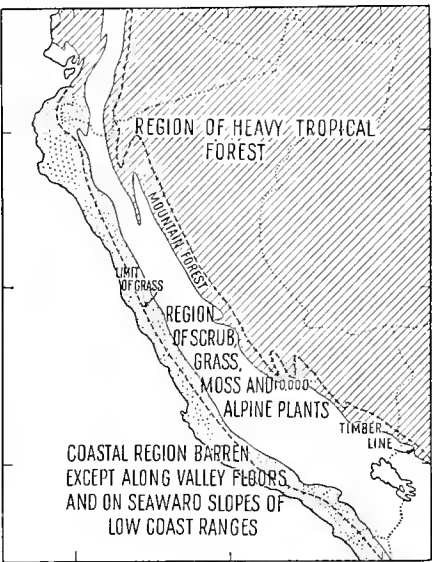 REGION OF HEAVY TROPICAL
FOREST
MOUNTAIN FOREST
LIMIT
OF GRASS
REGION
OF SCRUB,
GRASS,
MOSS AND
10,000
ALPINE PLANTS
TIMBER
LINE
COASTAL REGION BARREN
EXCEPT ALONG VALLEY FLOORS
AND ON SEAWARD SLOPES OF
LOW COAST RANGES